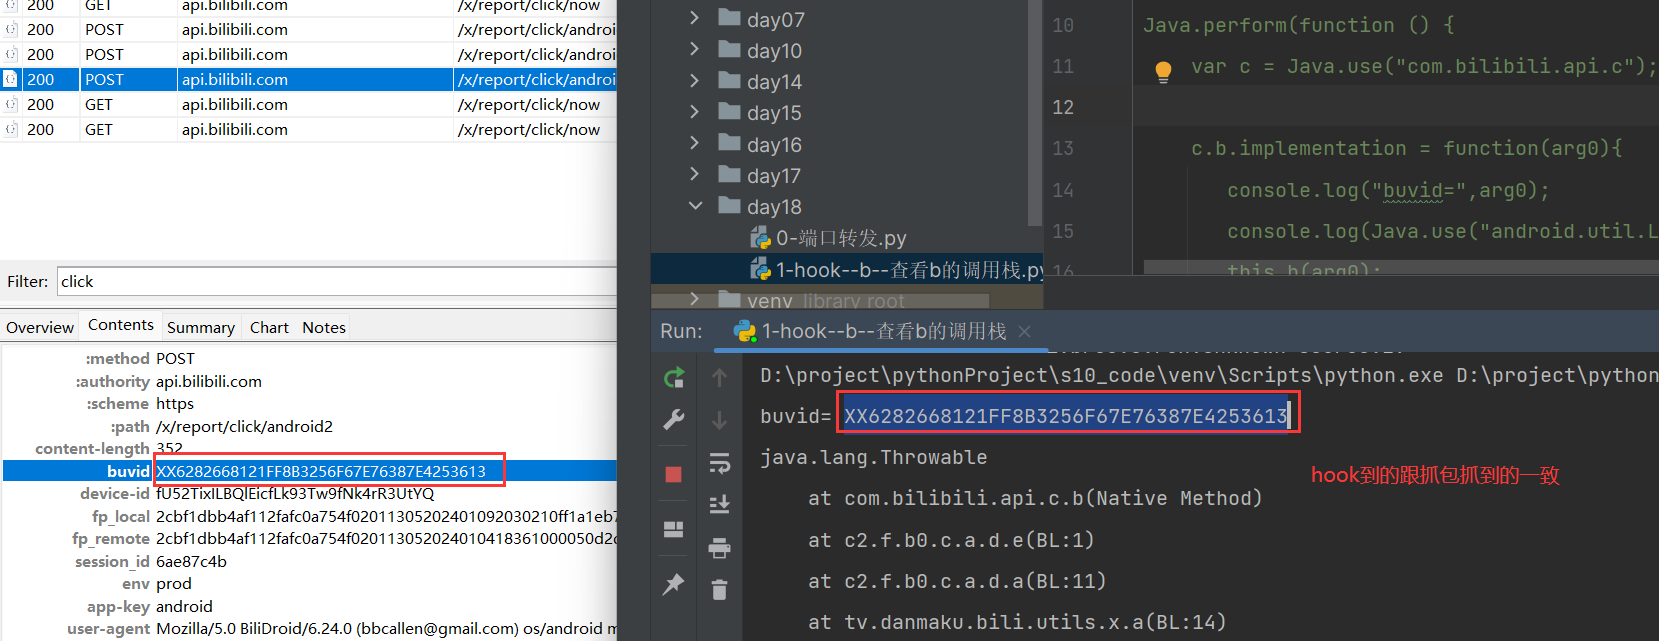 200 GET api.bilibili.com /x/report/click/now
200 POST api.bilibili.com /x/report/click/androi
200 POST api.bilibili.com /x/report/click/androi
200 POST api.bilibili.com /x/report/click/androi
200 GET api.bilibili.com /x/report/click/now
200 GET api.bilibili.com /x/report/click/now
Filter: click
Overview Contents Summary Chart Notes
:method POST
:authority api.bilibili.com
:scheme https
:path /x/report/click/android2
content-length 352
buvid XX6282668121FF8B3256F67E76387E4253613
device-id fU52TixlLBQlEicfLk93Tw9fNk4rR3UtYQ
fp_local 2cbf1dbb4af112fafc0a754f02011305202401092030210ff1a1eb7
fp_remote 2cbf1dbb4af112fafc0a754f020113052024010418361000050d2c
session_id 6ae87c4b
env prod
app-key android
user-agent Mozilla/5.0 BiliDroid/6.24.0 (bbcallen@gmail.com) os/android m
day07
day10
day14
day15
day16
day17
day18
0-端口转发.py
1-hook--b--查看b的调用栈.py
venv library root
10 Java.perform(function () {
11 var c = Java.use("com.bilibili.api.c");
12
13 c.b.implementation = function(arg0){
14 console.log("buvid=",arg0);
15 console.log(Java.use("android.util.L
16 this.b(arg0);
Run: 1-hook--b--查看b的调用栈
D:\project\pythonProject\s10_code\venv\Scripts\python.exe D:\project\python
buvid= XX6282668121FF8B3256F67E76387E4253613
java.lang.Throwable
at com.bilibili.api.c.b(Native Method)
at c2.f.b0.c.a.d.e(BL:1)
at c2.f.b0.c.a.d.a(BL:11)
at tv.danmaku.bili.utils.x.a(BL:14)
hook到的跟抓包抓到的一致